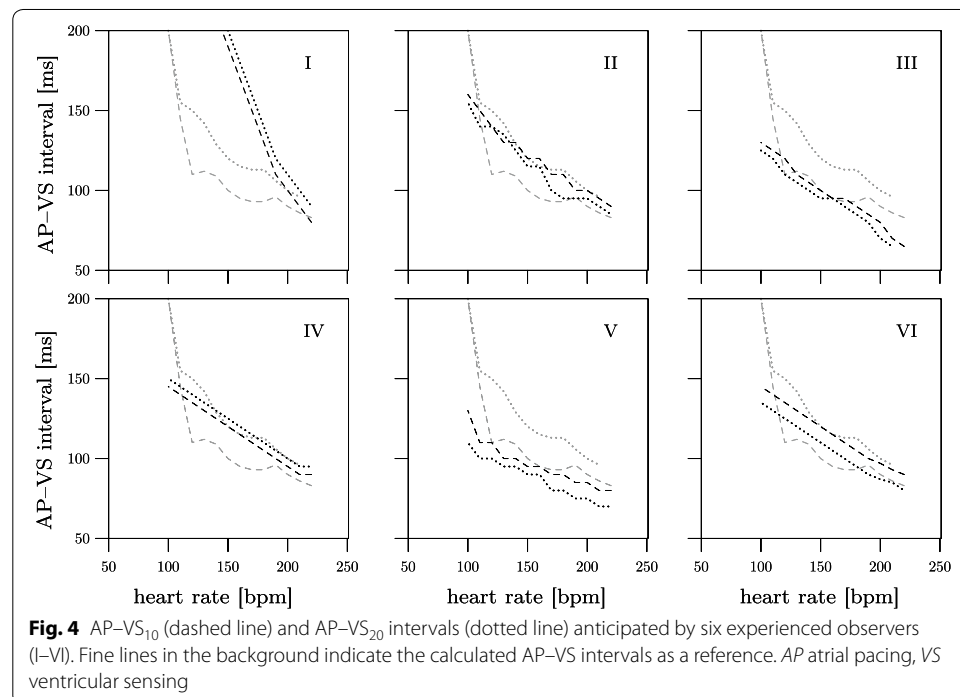 200
150
100
50
AP–VS interval [ms]
I
II
III
200
150
100
50
AP–VS interval [ms]
IV
V
VI
50 100 150 200 250
50 100 150 200 250
50 100 150 200 250
heart rate [bpm]
heart rate [bpm]
heart rate [bpm]
Fig. 4 AP–VS10 (dashed line) and AP–VS20 intervals (dotted line) anticipated by six experienced observers
(I–VI). Fine lines in the background indicate the calculated AP–VS intervals as a reference. AP atrial pacing, VS
ventricular sensing